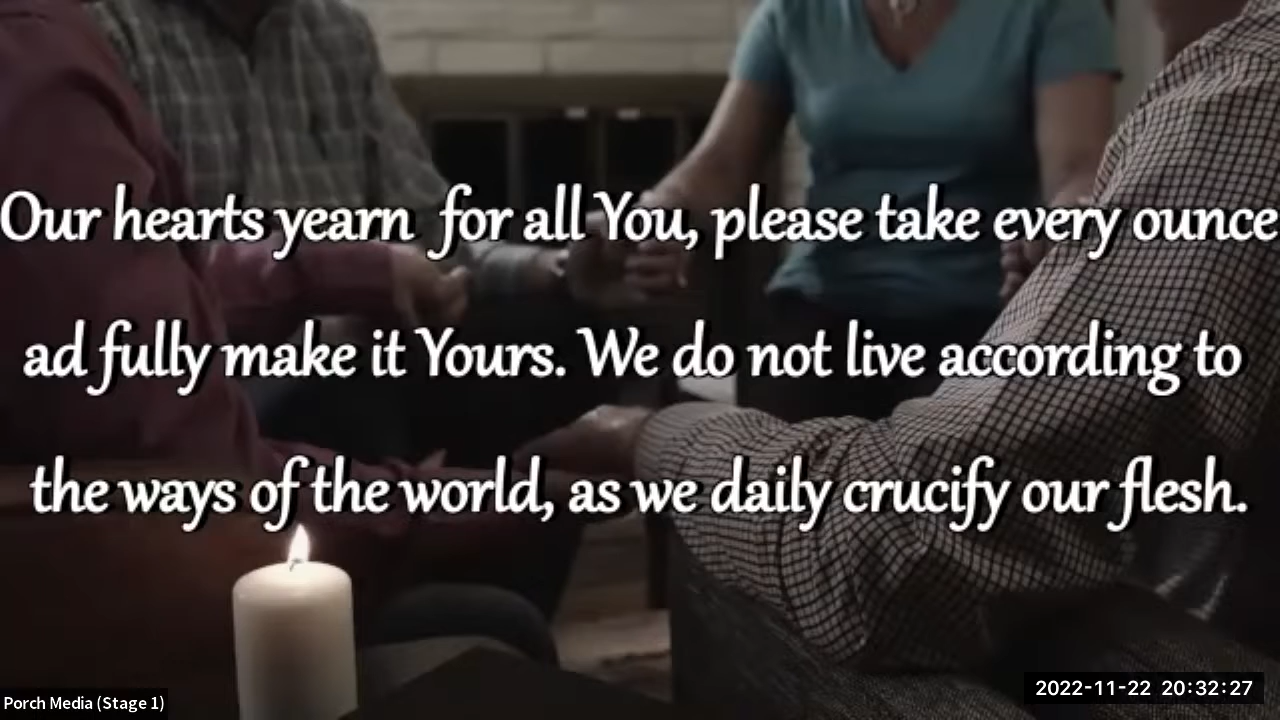 Our hearts yearn  for all You, please take every ounce
ad fully make it Yours. We do not live according to
the ways of the world, as we daily crucify our flesh.
Porch Media (Stage 1)
2022-11-22 20:32:27